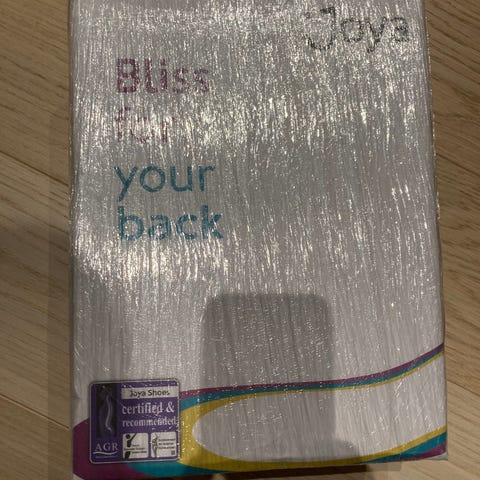 Joya
Bliss
for
your
back
Joya Shoes
certified &
recommended
AGR